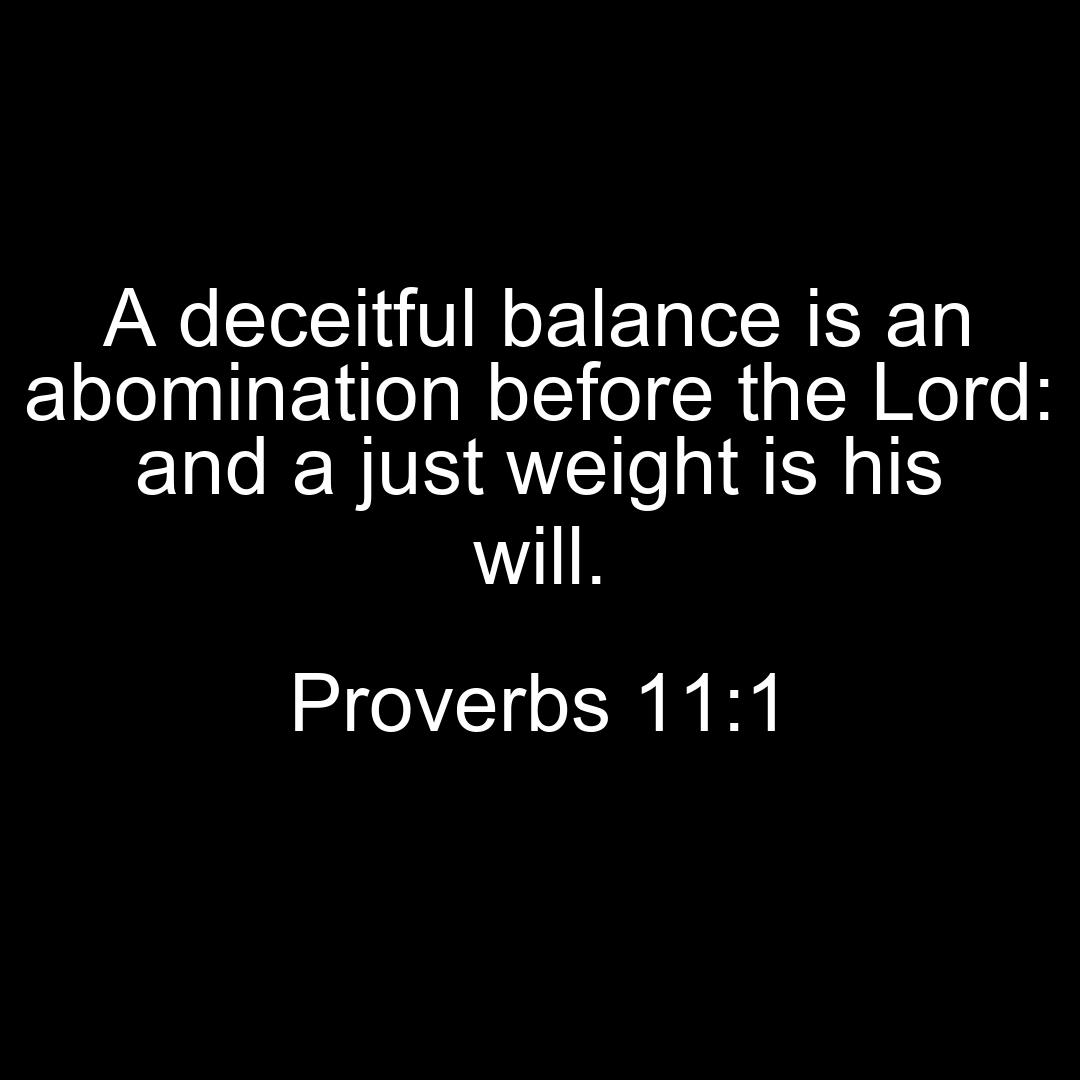 A deceitful balance is an
abomination before the Lord:
and a just weight is his
will.
Proverbs 11:1